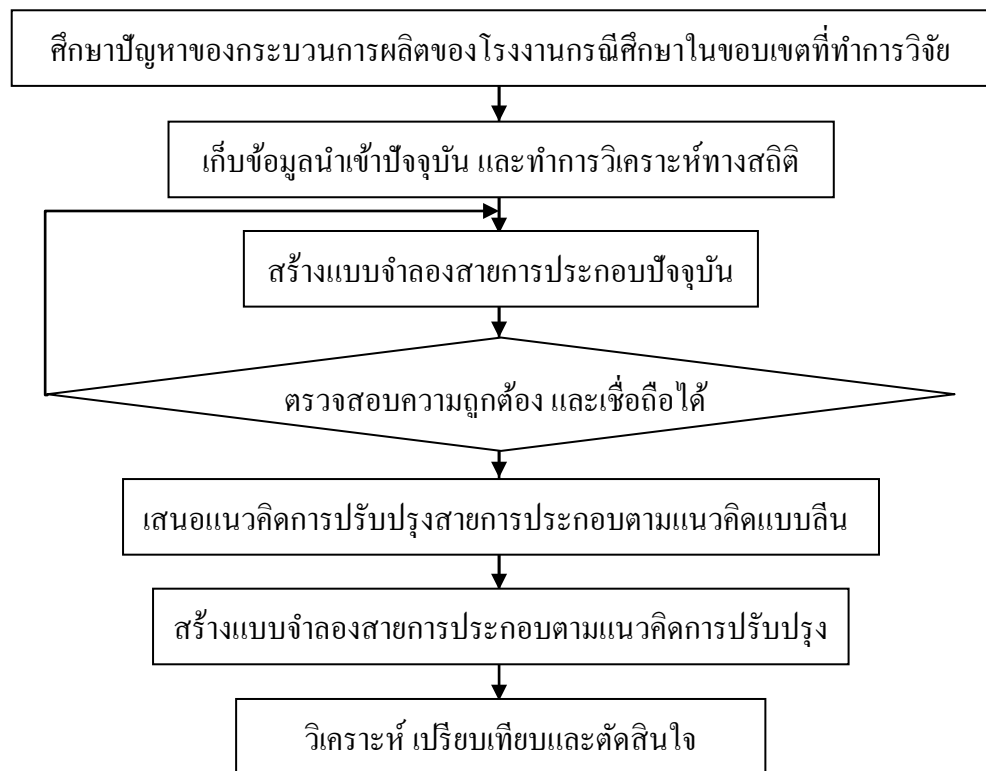 ศึกษาปัญหาของกระบวนการผลิตของโรงงานกรณีศึกษาในขอบเขตที่ทำการวิจัย
เก็บข้อมูลนำเข้าปัจจุบัน และทำการวิเคราะห์ทางสถิติ
สร้างแบบจำลองสายการประกอบปัจจุบัน
ตรวจสอบความถูกต้อง และเชื่อถือได้
เสนอแนวคิดการปรับปรุงสายการประกอบตามแนวคิดแบบลีน
สร้างแบบจำลองสายการประกอบตามแนวคิดการปรับปรุง
วิเคราะห์ เปรียบเทียบและตัดสินใจ